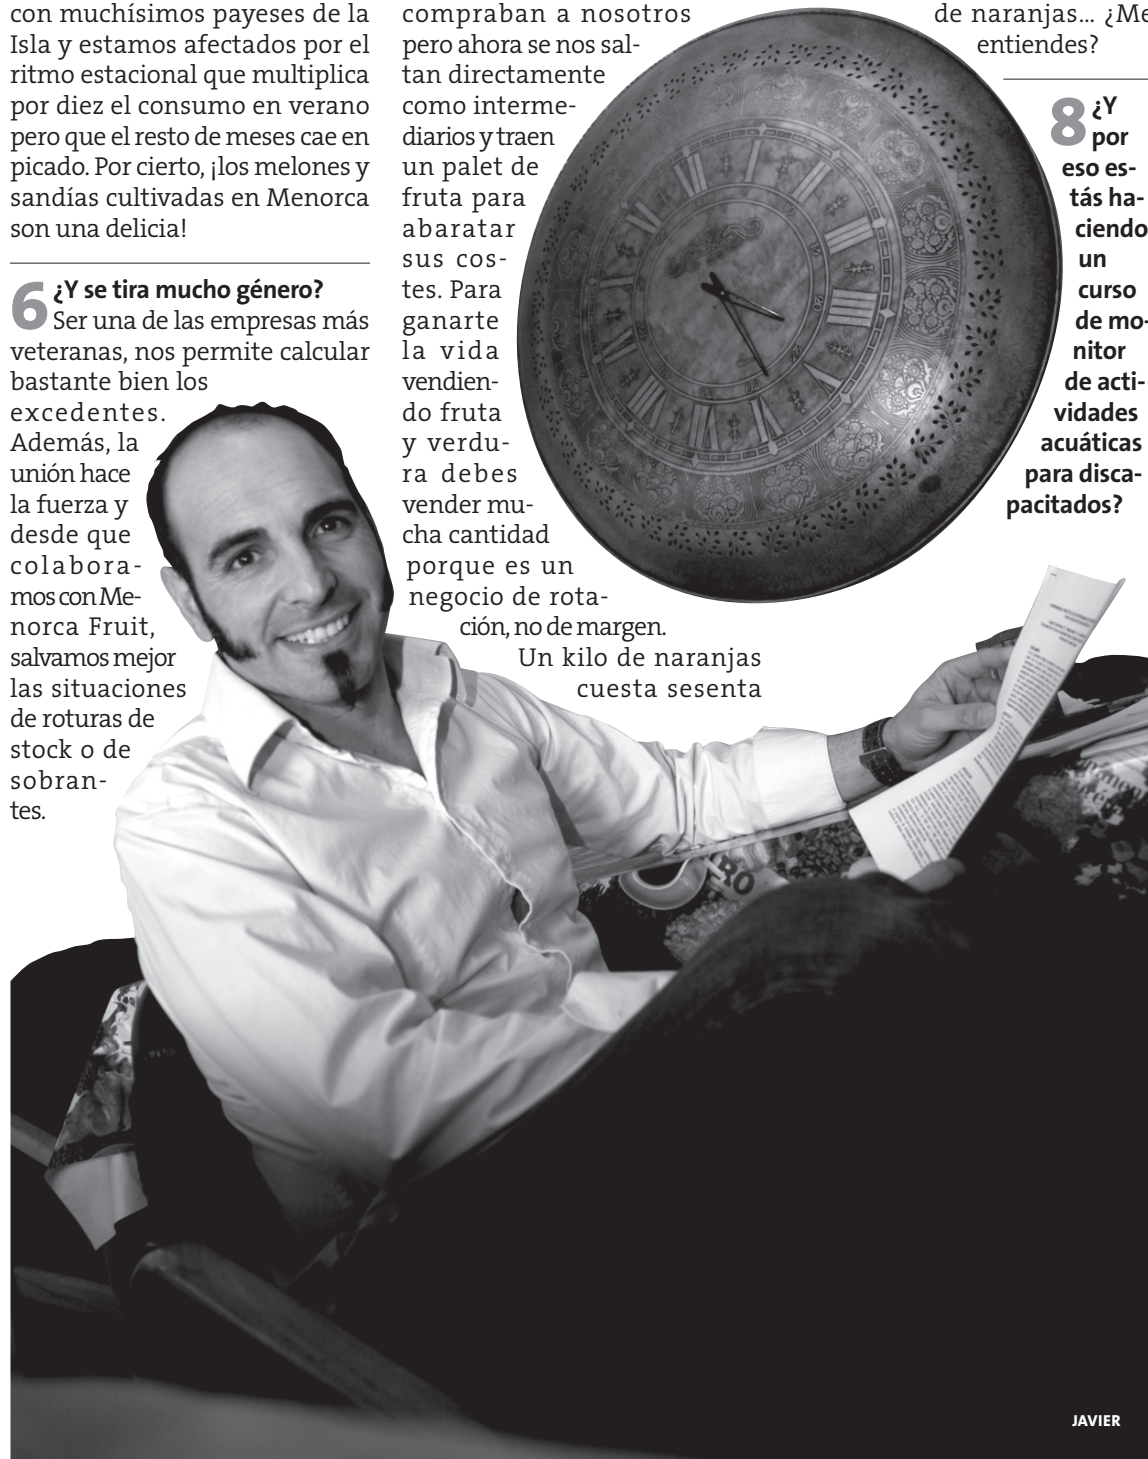 con muchísimos payeses de la
Isla y estamos afectados por el
ritmo estacional que multiplica
por diez el consumo en verano
pero que el resto de meses cae en
picado. Por cierto, ¡los melones y
sandías cultivadas en Menorca
son una delicia!
6 ¿Y se tira mucho género?
Ser una de las empresas más
veteranas, nos permite calcular
bastante bien los
excedentes.
Además, la
unión hace
la fuerza y
desde que
colabora-
mos con Me-
norca Fruit,
salvamos mejor
las situaciones
de roturas de
stock o de
sobran-
tes.
compraban a nosotros
pero ahora se nos sal-
tan directamente
como interme-
diarios y traen
un palet de
fruta para
abaratar
sus cos-
tes. Para
ganarte
la vida
vendien-
do fruta
y verdu-
ra debes
vender mu-
cha cantidad
porque es un
negocio de rota-
ción, no de margen.
Un kilo de naranjas
cuesta sesenta
de naranjas... ¿Me
entiendes?
8 ¿Y
por
eso es-
tás ha-
ciendo
un
curso
de mo-
nitor
de acti-
vidades
acuáticas
para disca-
pacitados?
JAVIER